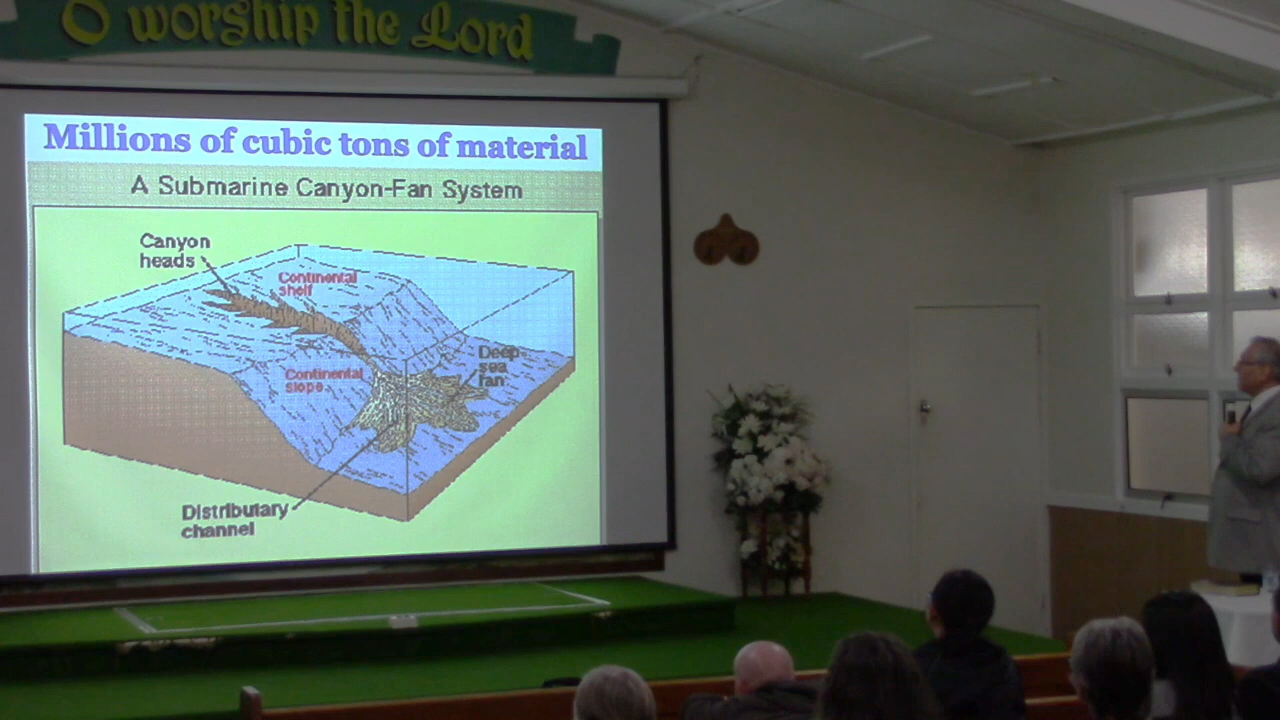 O worship the Lord
Millions of cubic tons of material
A Submarine Canyon-Fan System
Canyon
heads
Continental
shelf
Continental
slope
Deep
sea
fan
Distributary
channel